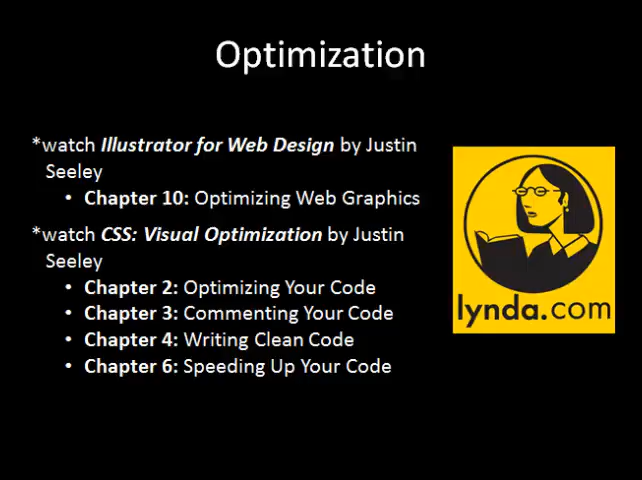 Optimization
*watch Illustrator for Web Design by Justin
Seeley
• Chapter 10: Optimizing Web Graphics
*watch CSS: Visual Optimization by Justin
Seeley
• Chapter 2: Optimizing Your Code
• Chapter 3: Commenting Your Code
• Chapter 4: Writing Clean Code
• Chapter 6: Speeding Up Your Code
lynda.com